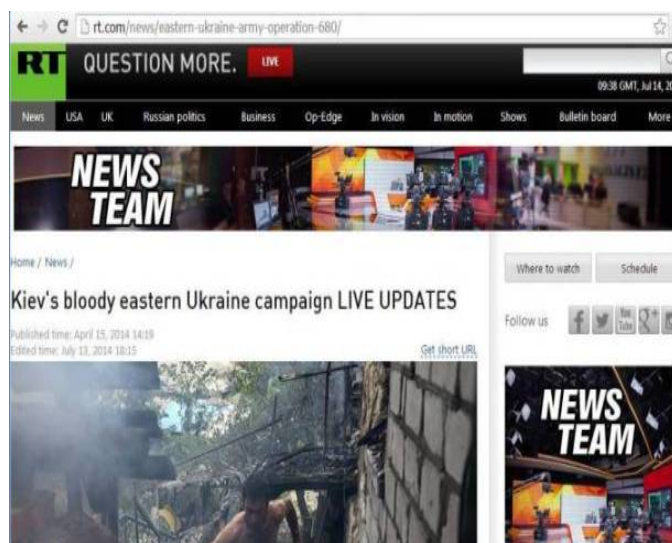 rt.com/news/eastern-ukraine-army-operation-680/
RT QUESTION MORE. LIVE
09:38 GMT, Jul 14, 20
News USA UK Russian politics Business Op-Edge In vision In motion Shows Bulletin board More
NEWS
TEAM
Home / News /
Where to watch Schedule
Kiev's bloody eastern Ukraine campaign LIVE UPDATES
Follow us f You Tube g+
Published time: April 15, 2014 14:19
Edited time: July 13, 2014 18:15
Get short URL
NEWS
TEAM